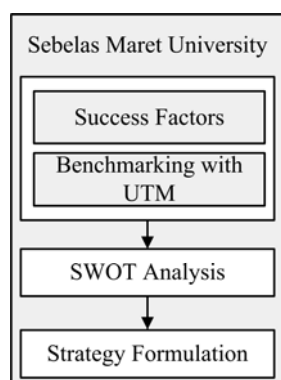 Sebelas Maret University
Success Factors
Benchmarking with
UTM
SWOT Analysis
Strategy Formulation